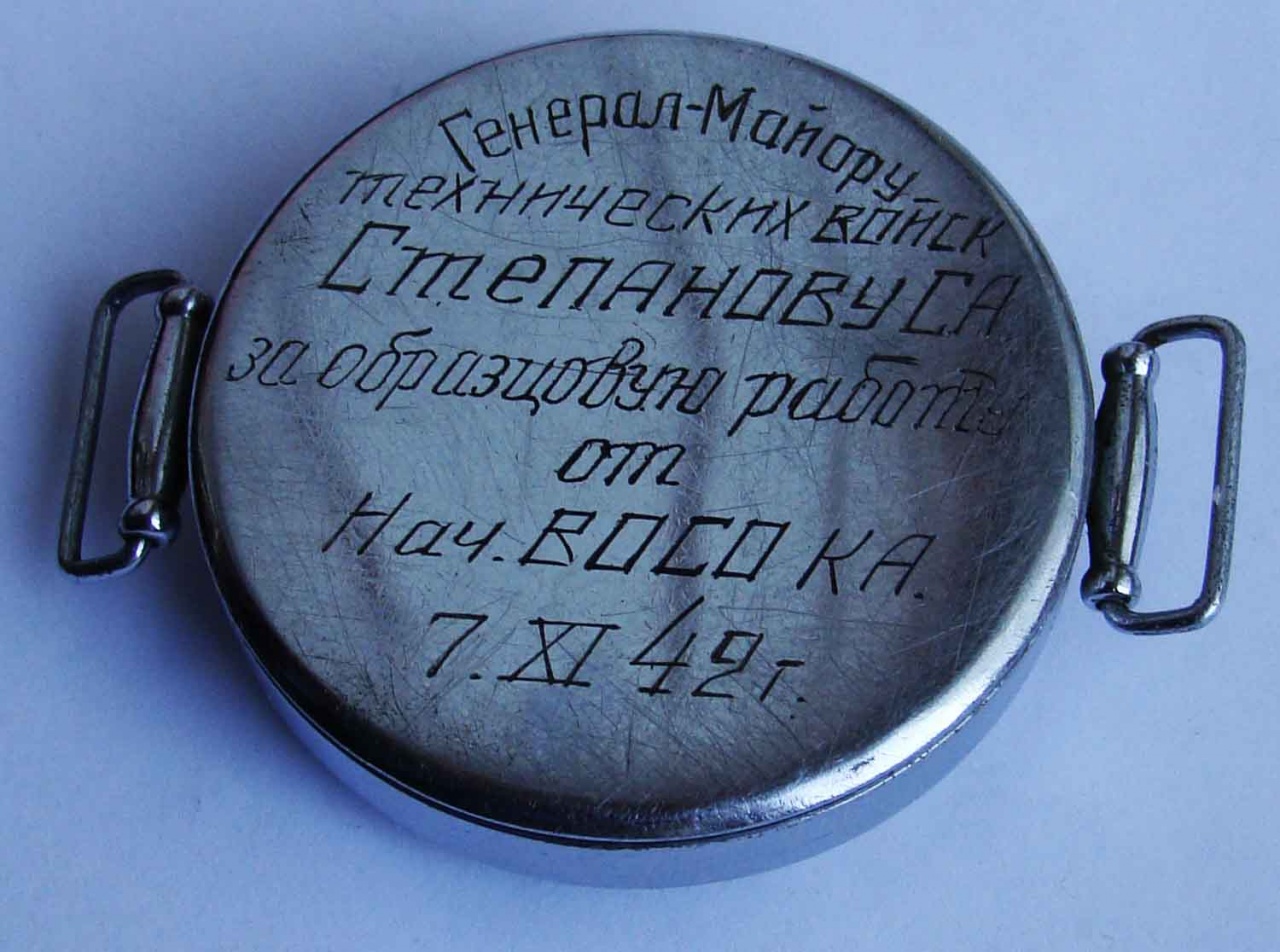 Генерал-Майору
технических войск
Степанову С.А.
за образцовую работу
от
Нач. ВОСО КА.
7. XI 42г.